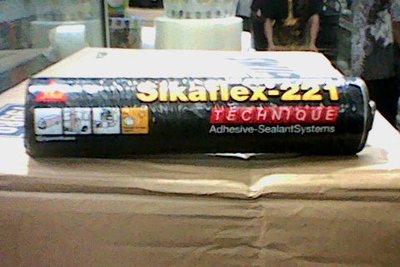 Sikaflex-221
TECHNIQUE
Adhesive-SealantSystems